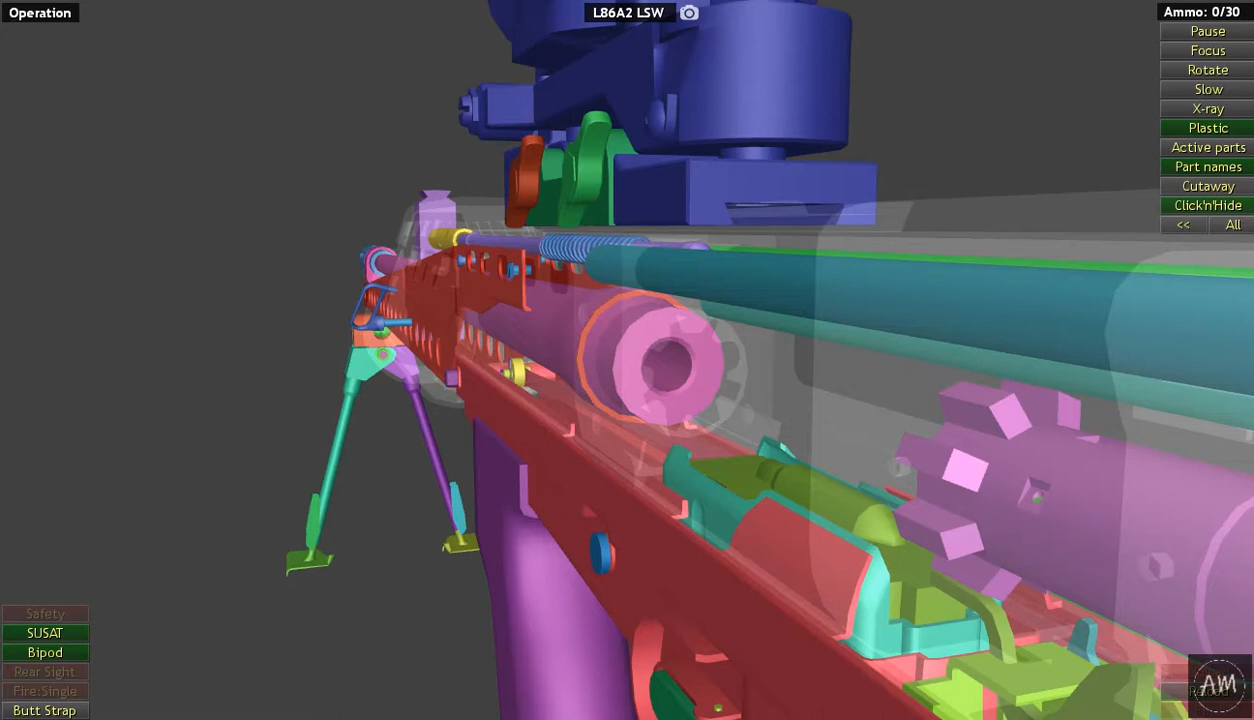 Operation
L86A2 LSW
Ammo: 0/30
Pause
Focus
Rotate
Slow
X-ray
Plastic
Active parts
Part names
Cutaway
Click'n'Hide
<< All
Safety
SUSAT
Bipod
Rear Sight
Fire:Single
Butt Strap
AW
Reload